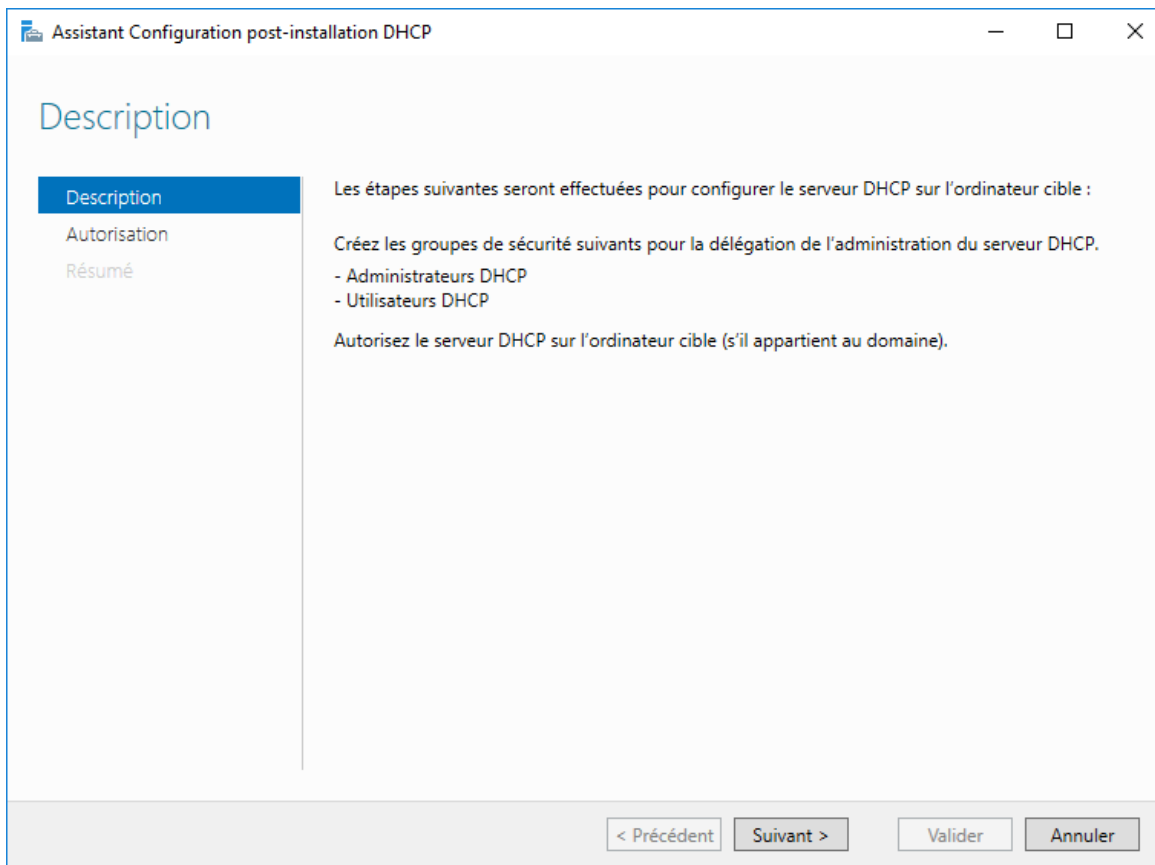 Assistant Configuration post-installation DHCP
Description
Description
Autorisation
Résumé
Les étapes suivantes seront effectuées pour configurer le serveur DHCP sur l’ordinateur cible :
Créez les groupes de sécurité suivants pour la délégation de l’administration du serveur DHCP.
- Administrateurs DHCP
- Utilisateurs DHCP
Autorisez le serveur DHCP sur l’ordinateur cible (s’il appartient au domaine).
< Précédent
Suivant >
Valider
Annuler